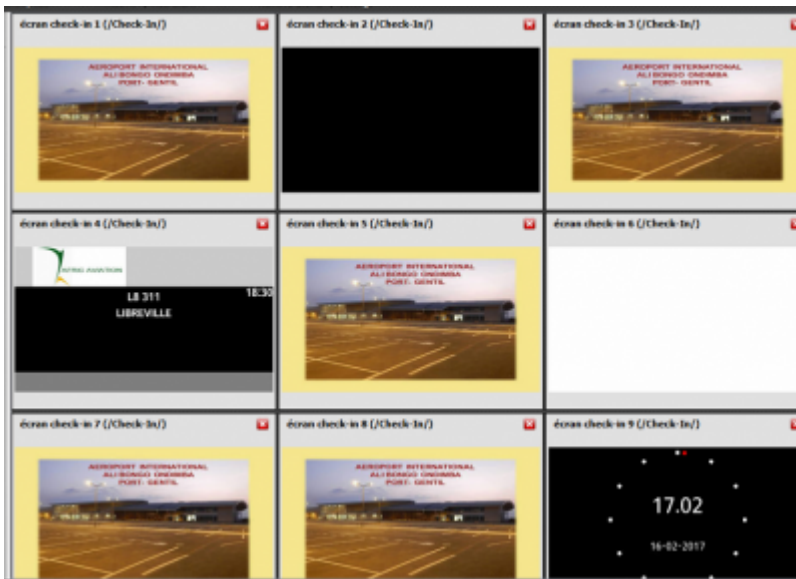 écran check-in 1 (/Check-In/)
AEROPORT INTERNATIONAL
ALI BONGO ONDIMBA
PORT- GENTIL
écran check-in 2 (/Check-In/)
écran check-in 3 (/Check-In/)
AEROPORT INTERNATIONAL
ALI BONGO ONDIMBA
PORT- GENTIL
écran check-in 4 (/Check-In/)
AVIATION
18:30
LB 311
LIBREVILLE
écran check-in 5 (/Check-In/)
AEROPORT INTERNATIONAL
ALI BONGO ONDIMBA
PORT- GENTIL
écran check-in 6 (/Check-In/)
écran check-in 7 (/Check-In/)
AEROPORT INTERNATIONAL
ALI BONGO ONDIMBA
PORT- GENTIL
écran check-in 8 (/Check-In/)
AEROPORT INTERNATIONAL
ALI BONGO ONDIMBA
PORT- GENTIL
écran check-in 9 (/Check-In/)
17.02
16-02-2017